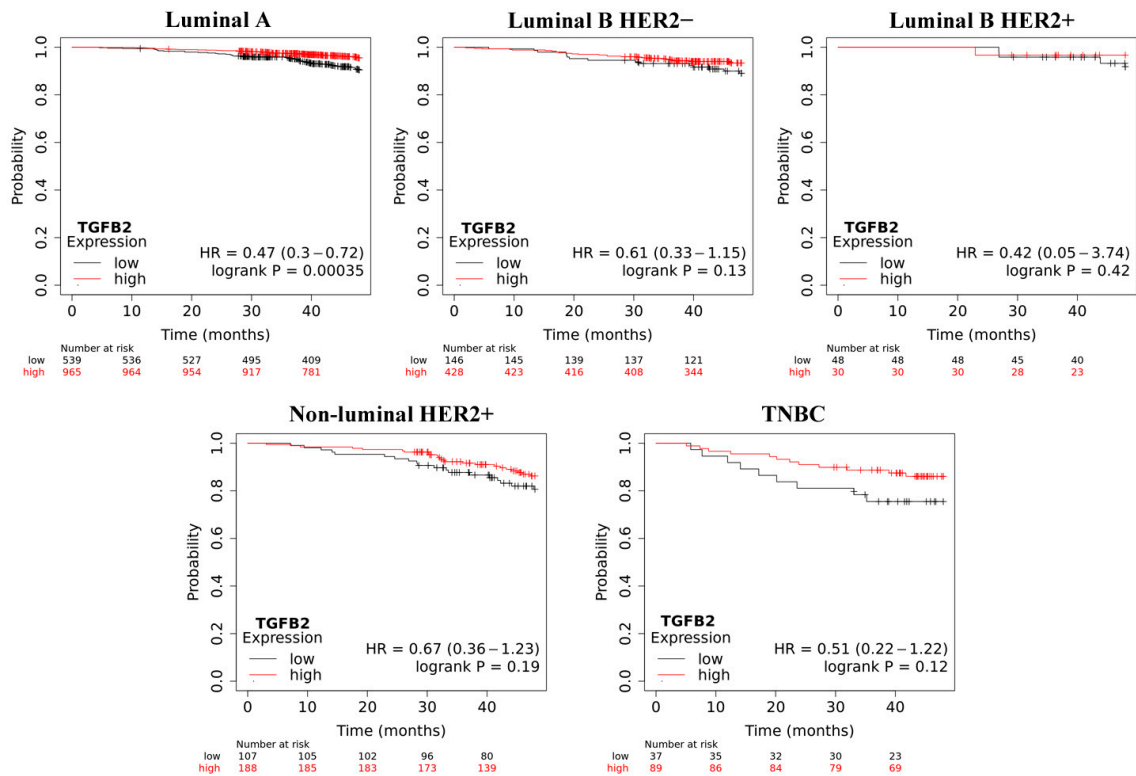 Luminal A
Probability
1.0
0.8
0.6
0.4
0.2
0.0
TGFB2
Expression
low
high
HR = 0.47 (0.3−0.72)
logrank P = 0.00035
0 10 20 30 40
Time (months)
Number at risk
low 539 536 527 495 409
high 965 964 954 917 781
Luminal B HER2−
Probability
1.0
0.8
0.6
0.4
0.2
0.0
TGFB2
Expression
low
high
HR = 0.61 (0.33−1.15)
logrank P = 0.13
0 10 20 30 40
Time (months)
Number at risk
low 146 145 139 137 121
high 428 423 416 408 344
Luminal B HER2+
Probability
1.0
0.8
0.6
0.4
0.2
0.0
TGFB2
Expression
low
high
HR = 0.42 (0.05−3.74)
logrank P = 0.42
0 10 20 30 40
Time (months)
Number at risk
low 48 48 48 45 40
high 30 30 30 28 23
Non-luminal HER2+
Probability
1.0
0.8
0.6
0.4
0.2
0.0
TGFB2
Expression
low
high
HR = 0.67 (0.36−1.23)
logrank P = 0.19
0 10 20 30 40
Time (months)
Number at risk
low 107 105 102 96 80
high 188 185 183 173 139
TNBC
Probability
1.0
0.8
0.6
0.4
0.2
0.0
TGFB2
Expression
low
high
HR = 0.51 (0.22−1.22)
logrank P = 0.12
0 10 20 30 40
Time (months)
Number at risk
low 37 35 32 30 23
high 89 86 84 79 69